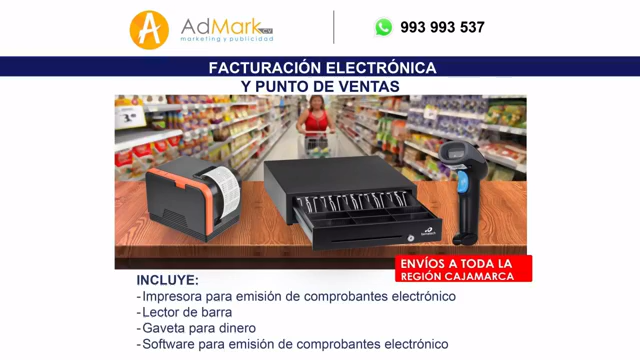 AdMark CV
marketing y publicidad
993 993 537
FACTURACIÓN ELECTRÓNICA
Y PUNTO DE VENTAS
ENVÍOS A TODA LA
REGIÓN CAJAMARCA
INCLUYE:
-Impresora para emisión de comprobantes electrónico
-Lector de barra
-Gaveta para dinero
-Software para emisión de comprobantes electrónico